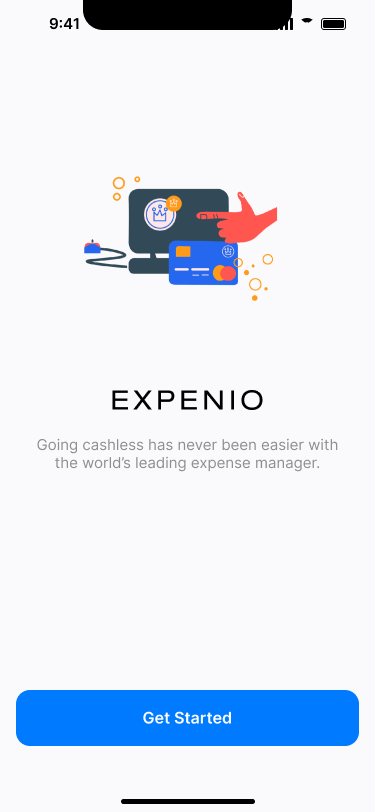 9:41
EXPENIO
Going cashless has never been easier with
the world’s leading expense manager.
Get Started